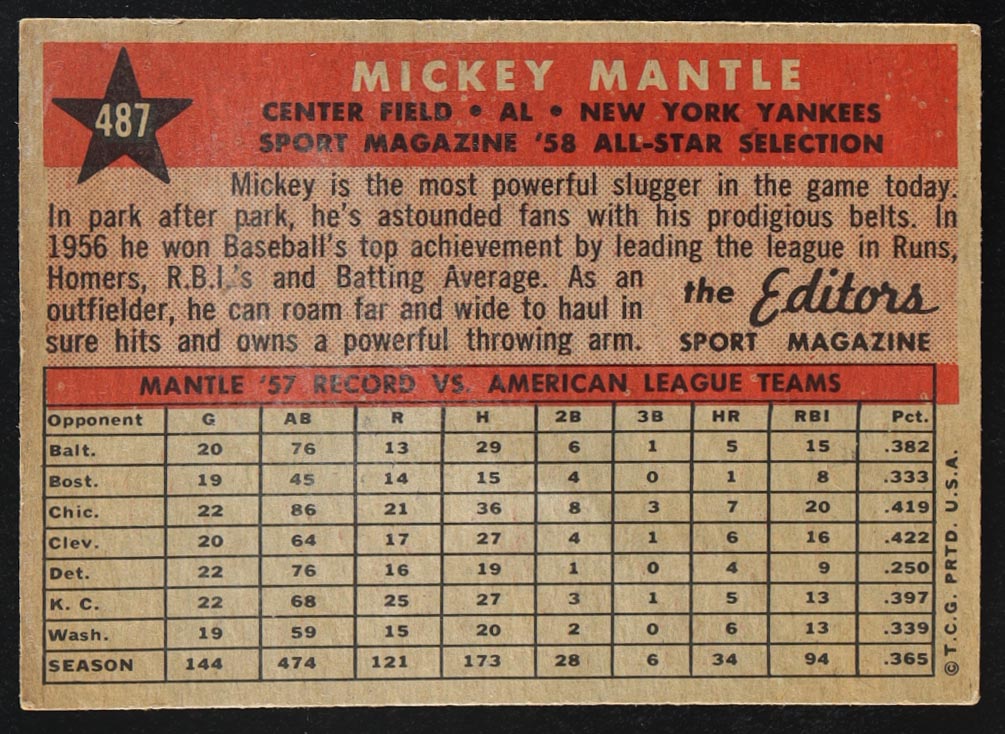 487
MICKEY MANTLE
CENTER FIELD • AL • NEW YORK YANKEES
SPORT MAGAZINE '58 ALL-STAR SELECTION
Mickey is the most powerful slugger in the game today.
In park after park, he's astounded fans with his prodigious belts. In
1956 he won Baseball's top achievement by leading the league in Runs,
Homers, R.B.I.'s and Batting Average. As an
outfielder, he can roam far and wide to haul in
sure hits and owns a powerful throwing arm.
the Editors
SPORT MAGAZINE
MANTLE '57 RECORD VS. AMERICAN LEAGUE TEAMS
Opponent G AB R H 2B 3B HR RBI Pct.
Balt. 20 76 13 29 6 1 5 15 .382
Bost. 19 45 14 15 4 0 1 8 .333
Chic. 22 86 21 36 8 3 7 20 .419
Clev. 20 64 17 27 4 1 6 16 .422
Det. 22 76 16 19 1 0 4 9 .250
K. C. 22 68 25 27 3 1 5 13 .397
Wash. 19 59 15 20 2 0 6 13 .339
SEASON 144 474 121 173 28 6 34 94 .365
© T.C.G. PRTD. U.S.A.